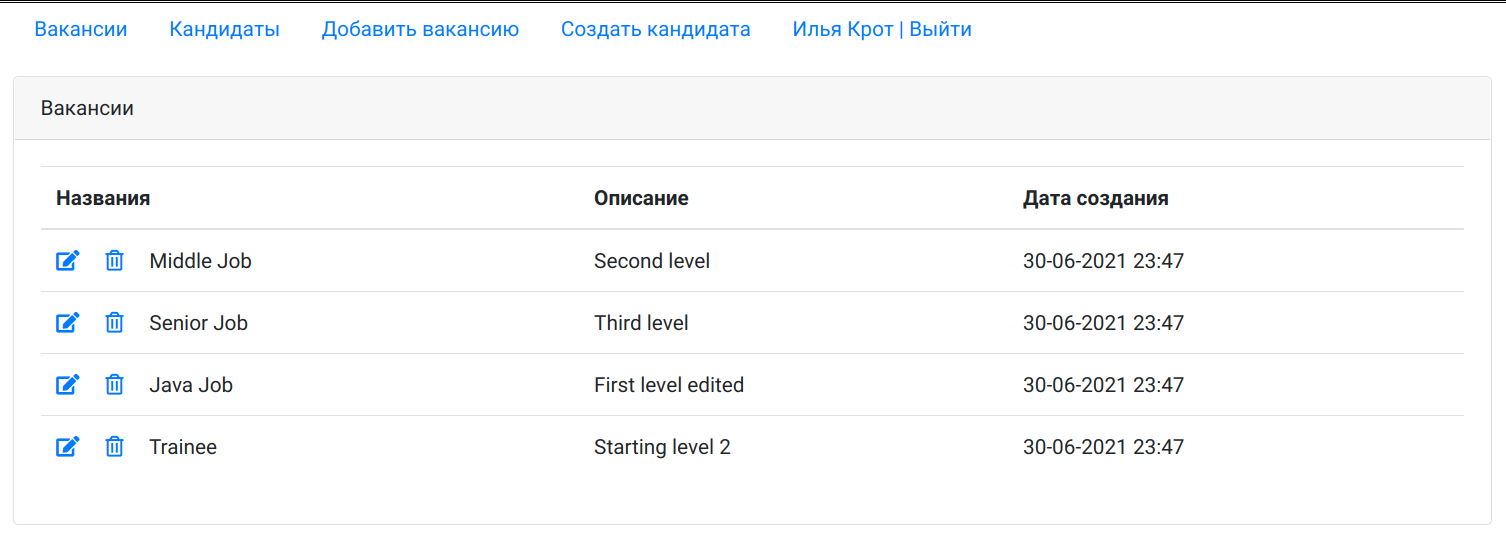 Вакансии Кандидаты Добавить вакансию Создать кандидата Илья Крот | Выйти
Вакансии
Названия Описание Дата создания
Middle Job Second level 30-06-2021 23:47
Senior Job Third level 30-06-2021 23:47
Java Job First level edited 30-06-2021 23:47
Trainee Starting level 2 30-06-2021 23:47